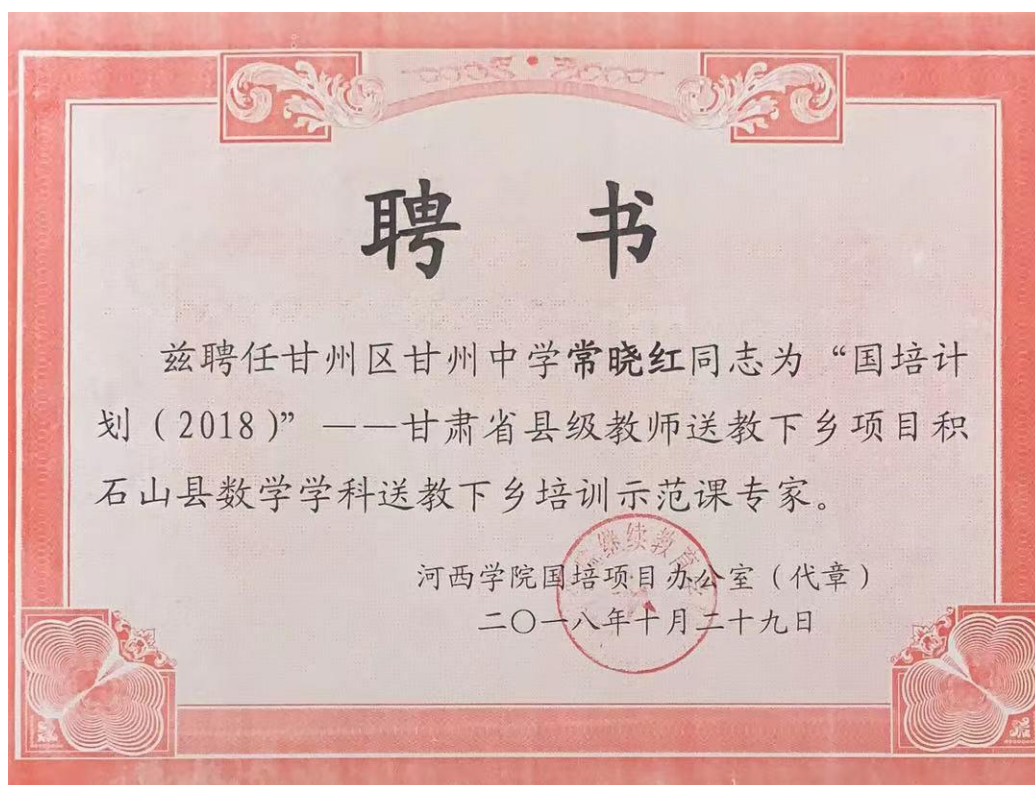 聘 书
兹聘任甘州区甘州中学常晓红同志为“国培计
划（2018）”——甘肃省县级教师送教下乡项目积
石山县数学学科送教下乡培训示范课专家。
继续教育
河西学院国培项目办公室（代章）
二〇一八年十月二十九日